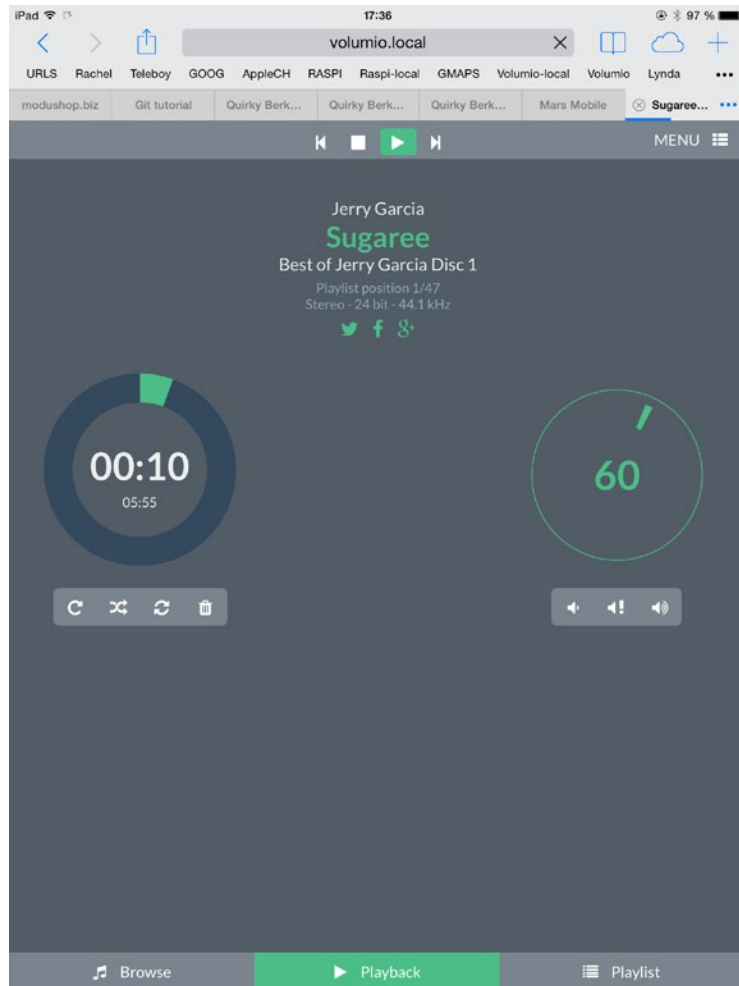 iPad 17:36 97 %
volumio.local
URLS Rachel Teleboy GOOG AppleCH RASPI Raspi-local GMAPS Volumio-local Volumio Lynda •••
modushop.biz Git tutorial Quirky Berk... Quirky Berk... Quirky Berk... Mars Mobile Sugaree... •••
MENU
Jerry Garcia
Sugaree
Best of Jerry Garcia Disc 1
Playlist position 1/47
Stereo - 24 bit - 44.1 kHz
00:10
05:55
60
Browse Playback Playlist